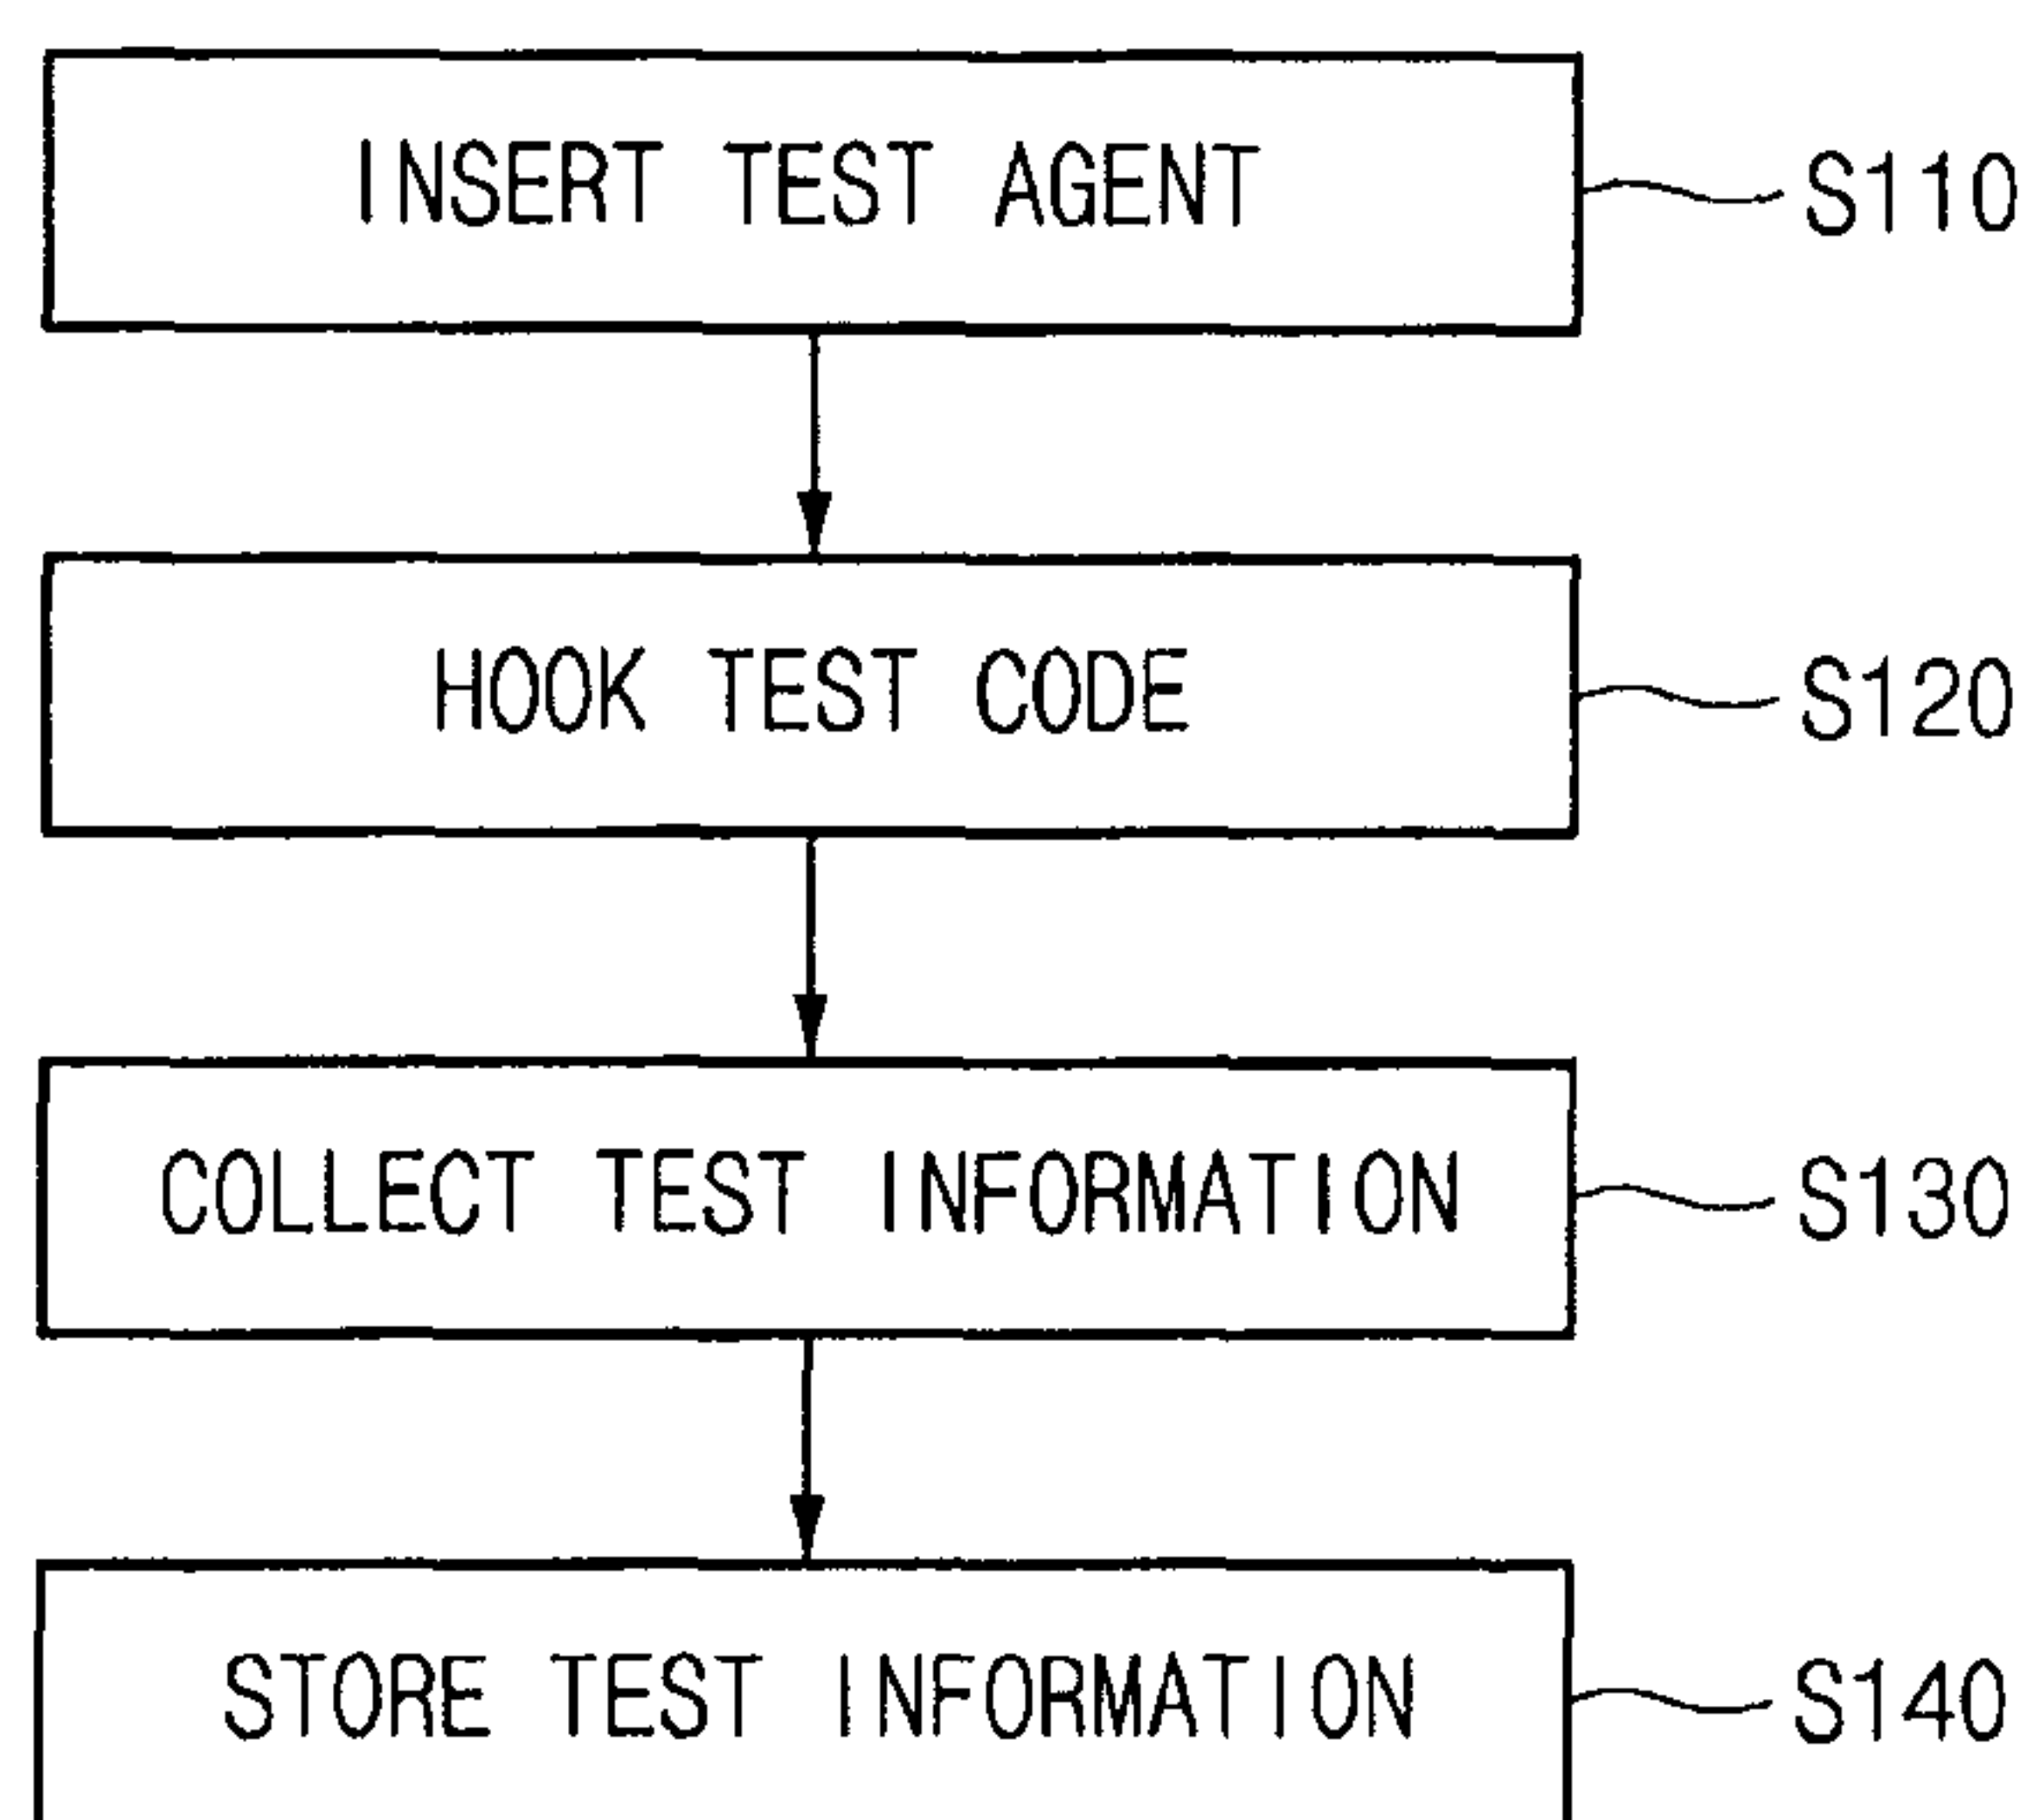 INSERT TEST AGENT S110
HOOK TEST CODE S120
COLLECT TEST INFORMATION S130
STORE TEST INFORMATION S140